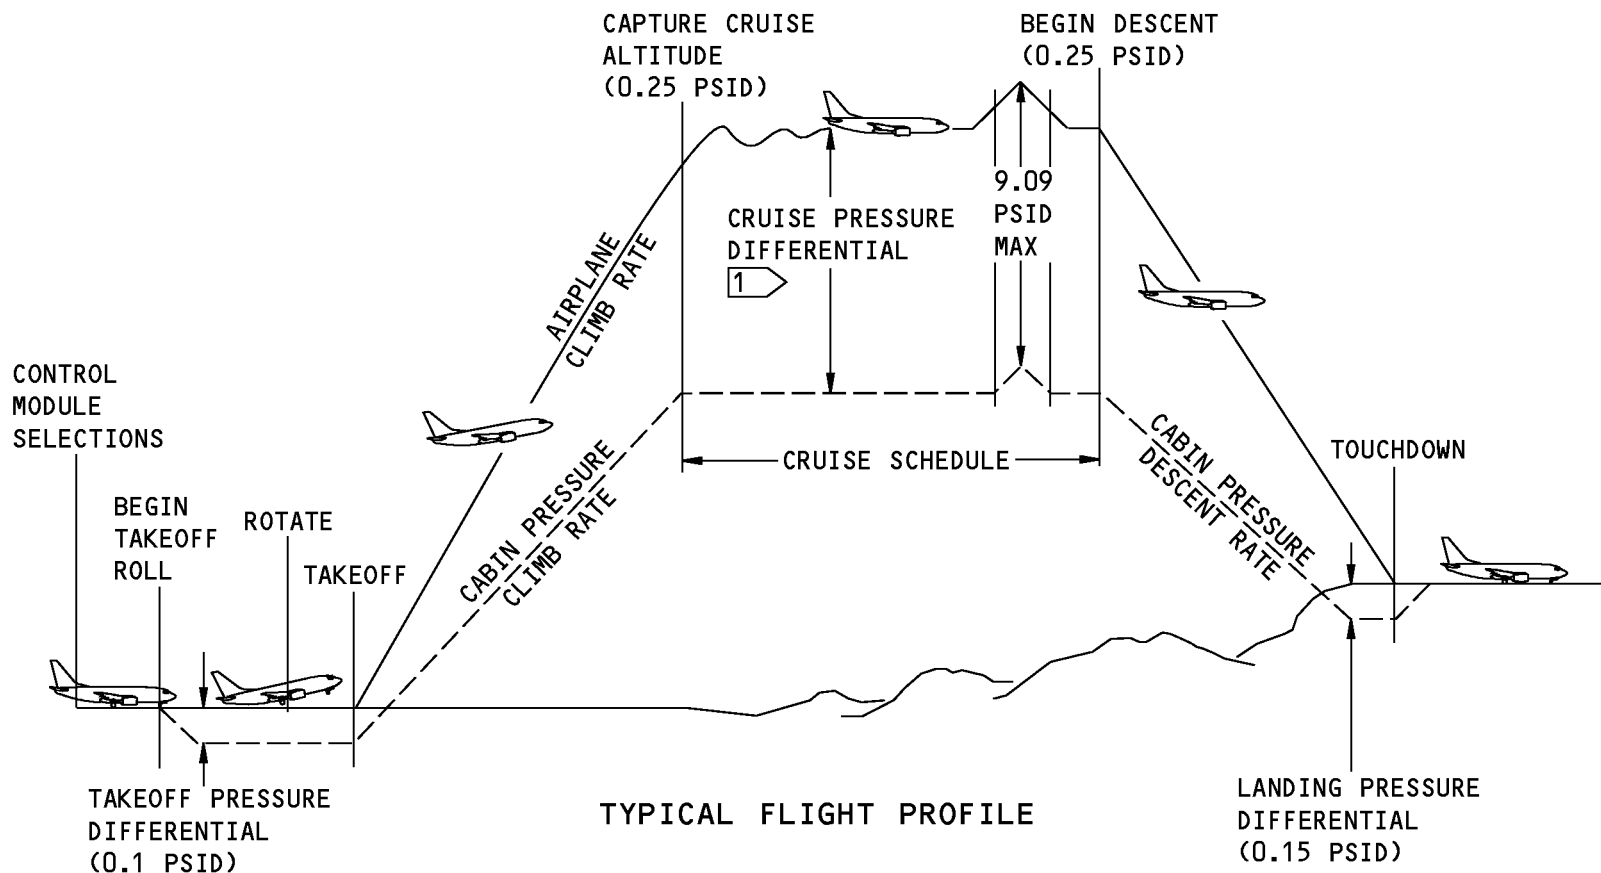 CAPTURE CRUISE
ALTITUDE
(0.25 PSID)
BEGIN DESCENT
(0.25 PSID)
9.09
PSID
MAX
CRUISE PRESSURE
DIFFERENTIAL
1
AIRPLANE
CLIMB RATE
CONTROL
MODULE
SELECTIONS
CRUISE SCHEDULE
CABIN PRESSURE
DESCENT RATE
TOUCHDOWN
BEGIN
TAKEOFF
ROLL
ROTATE
TAKEOFF
CABIN PRESSURE
CLIMB RATE
TAKEOFF PRESSURE
DIFFERENTIAL
(0.1 PSID)
TYPICAL FLIGHT PROFILE
LANDING PRESSURE
DIFFERENTIAL
(0.15 PSID)